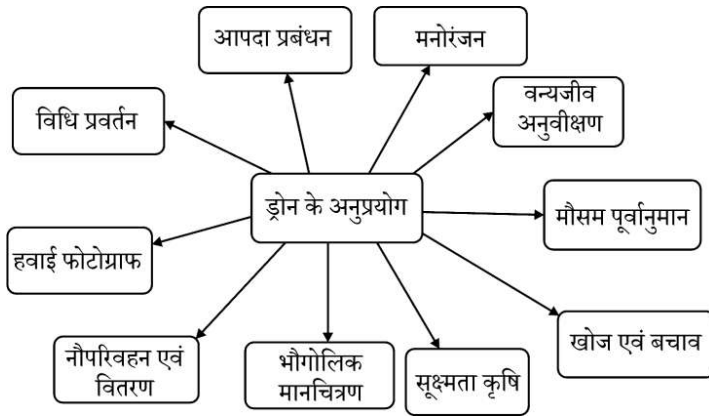 आपदा प्रबंधन
मनोरंजन
विधि प्रवर्तन
वन्यजीव
अनुवीक्षण
ड्रोन के अनुप्रयोग
मौसम पूर्वानुमान
हवाई फोटोग्राफ
खोज एवं बचाव
नौपरिवहन एवं
वितरण
भौगोलिक
मानचित्रण
सूक्ष्मता कृषि